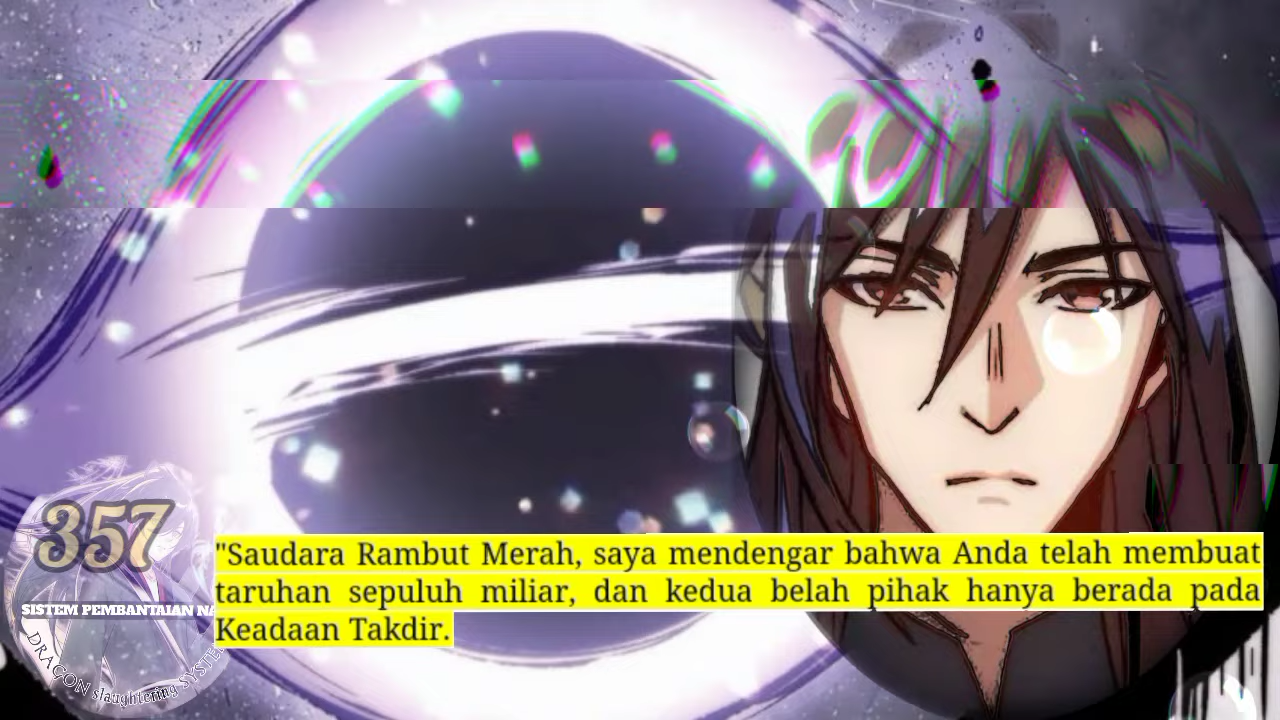 357
SISTEM PEMBANTAIAN NA
DRAGON slaughtering SYSTE
"Saudara Rambut Merah, saya mendengar bahwa Anda telah membuat
taruhan sepuluh miliar, dan kedua belah pihak hanya berada pada
Keadaan Takdir.